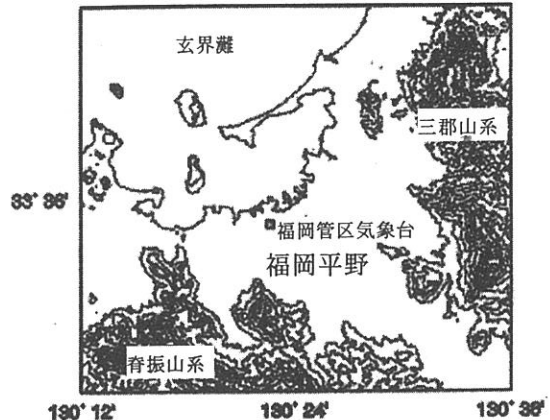 玄界灘
三郡山系
33° 36'
福岡管区気象台
福岡平野
脊振山系
130° 12'
130° 24'
130° 36'